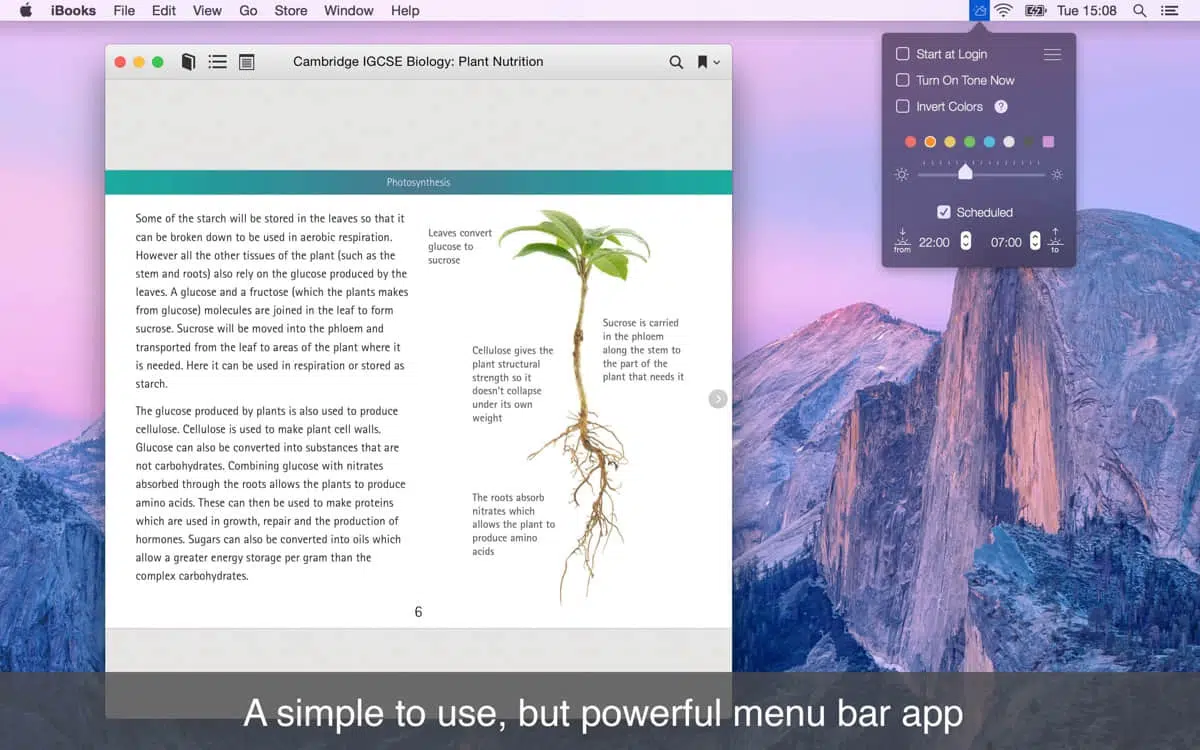 iBooks File Edit View Go Store Window Help Tue 15:08
Cambridge IGCSE Biology: Plant Nutrition
Start at Login
Turn On Tone Now
Invert Colors ?
Scheduled
from 22:00 07:00 to
Photosynthesis
Some of the starch will be stored in the leaves so that it
can be broken down to be used in aerobic respiration.
However all the other tissues of the plant (such as the
stem and roots) also rely on the glucose produced by the
leaves. A glucose and a fructose (which the plants makes
from glucose) molecules are joined in the leaf to form
sucrose. Sucrose will be moved into the phloem and
transported from the leaf to areas of the plant where it
is needed. Here it can be used in respiration or stored as
starch.
The glucose produced by plants is also used to produce
cellulose. Cellulose is used to make plant cell walls.
Glucose can also be converted into substances that are
not carbohydrates. Combining glucose with nitrates
absorbed through the roots allows the plants to produce
amino acids. These can then be used to make proteins
which are used in growth, repair and the production of
hormones. Sugars can also be converted into oils which
allow a greater energy storage per gram than the
complex carbohydrates.
Leaves convert
glucose to
sucrose
Sucrose is carried
in the phloem
along the stem to
the part of the
plant that needs it
Cellulose gives the
plant structural
strength so it
doesn't collapse
under its own
weight
The roots absorb
nitrates which
allows the plant to
produce amino
acids
6
A simple to use, but powerful menu bar app